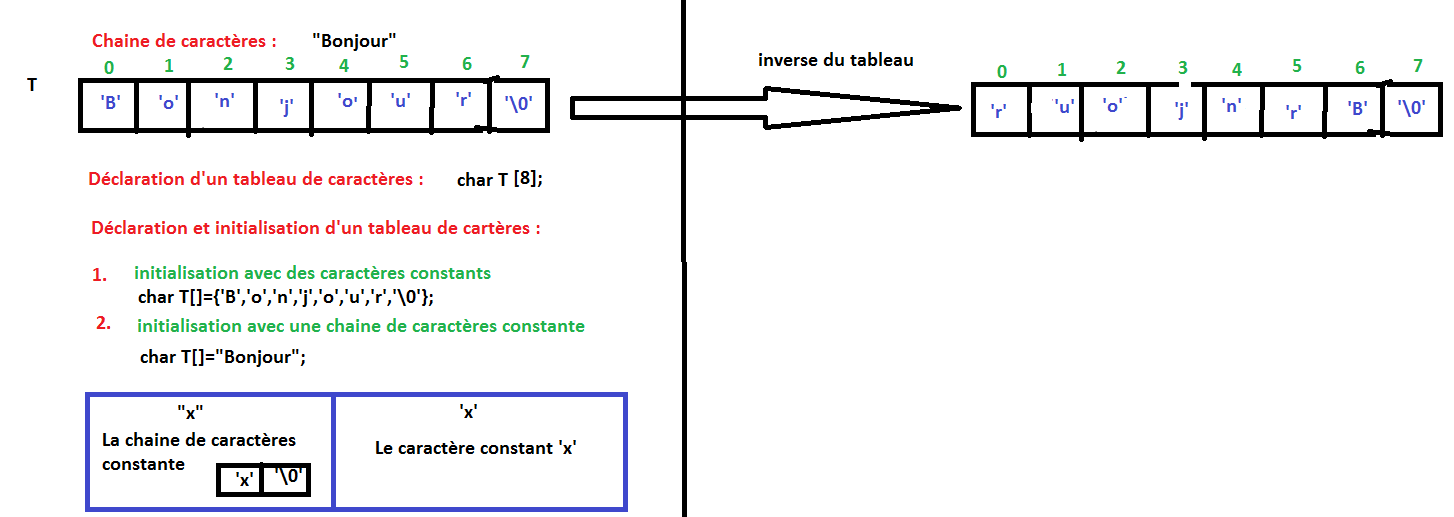 Chaine de caractères : "Bonjour"
0 1 2 3 4 5 6 7
T 'B' 'o' 'n' 'j' 'o' 'u' 'r' '\0'
Déclaration d'un tableau de caractères : char T [8];
Déclaration et initialisation d'un tableau de cartères :
1. initialisation avec des caractères constants
char T[]={'B','o','n','j','o','u','r','\0'};
2. initialisation avec une chaine de caractères constante
char T[]="Bonjour";
"x"
La chaine de caractères
constante
'x' '\0'
'x'
Le caractère constant 'x'
inverse du tableau
0 1 2 3 4 5 6 7
'r' 'u' 'o' 'j' 'n' 'r' 'B' '\0'